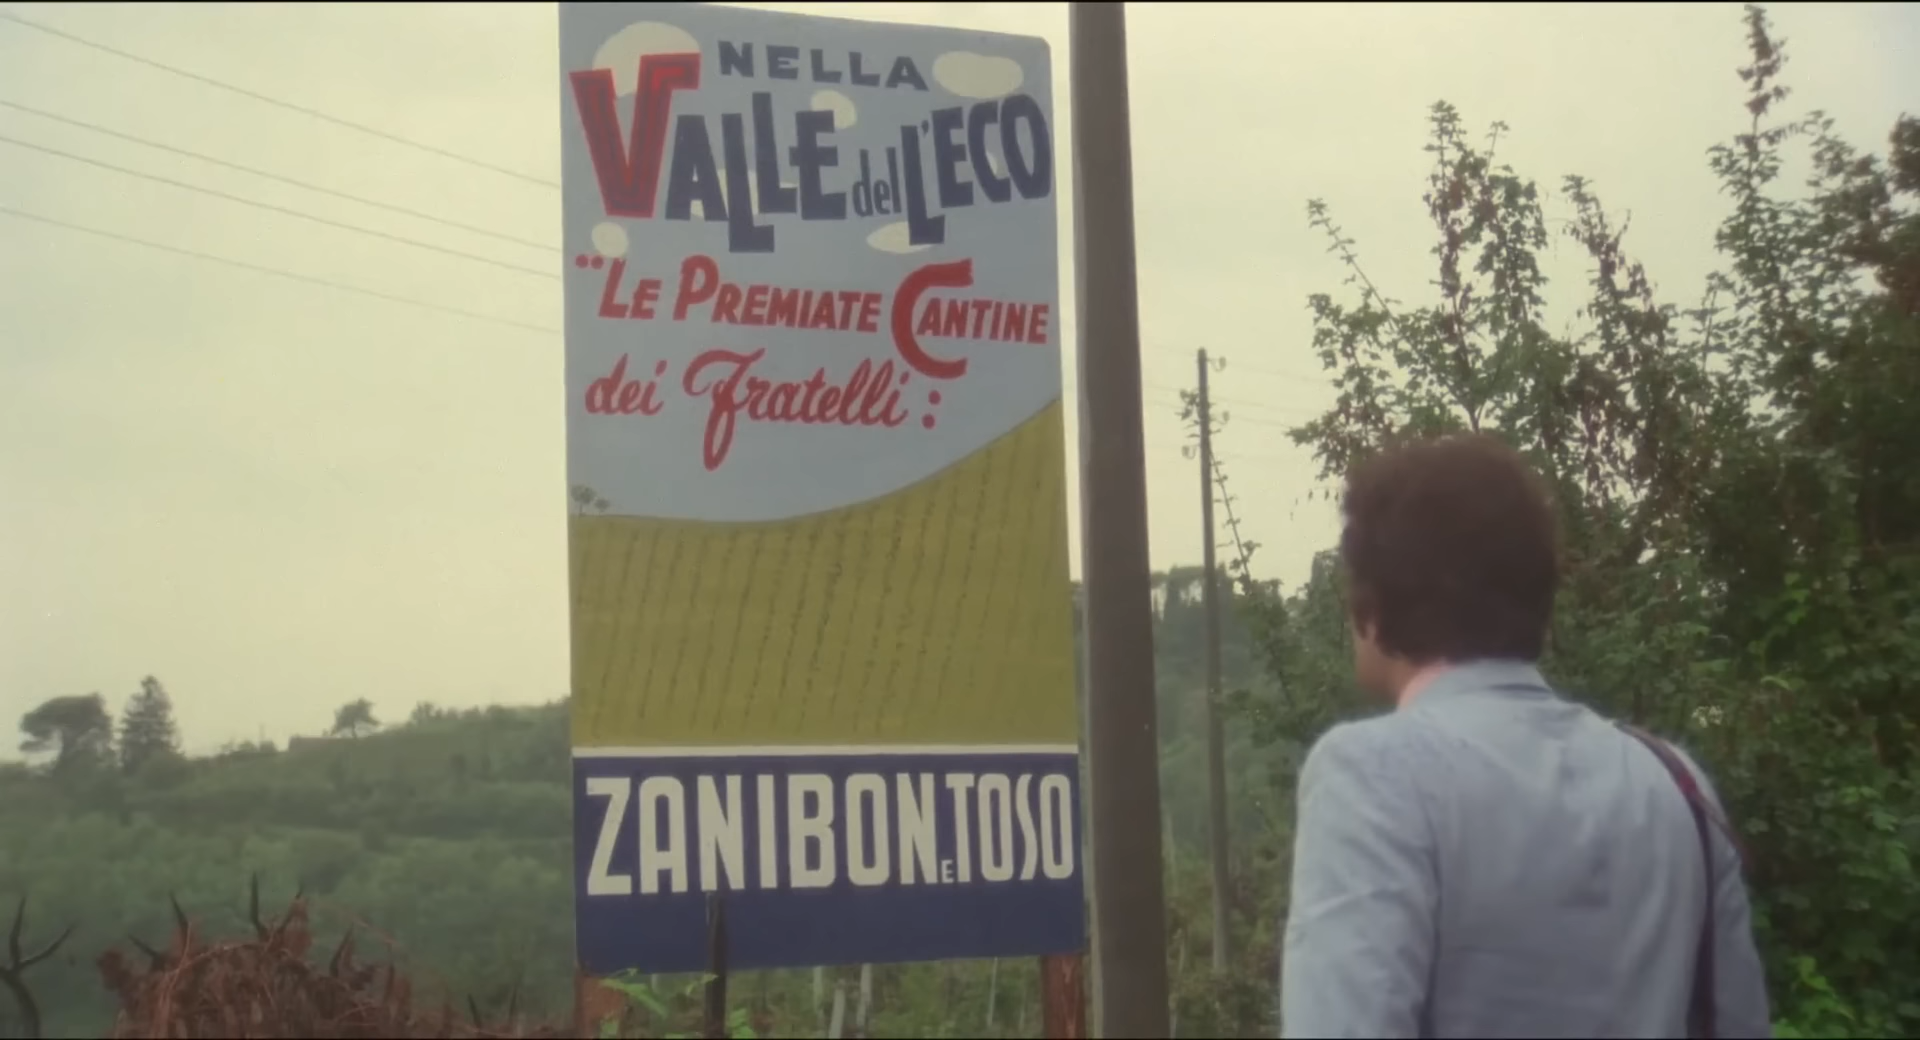 NELLA
VALLE delL'ECO
"LE PREMIATE CANTINE
dei Fratelli:
ZANIBON E TOSO